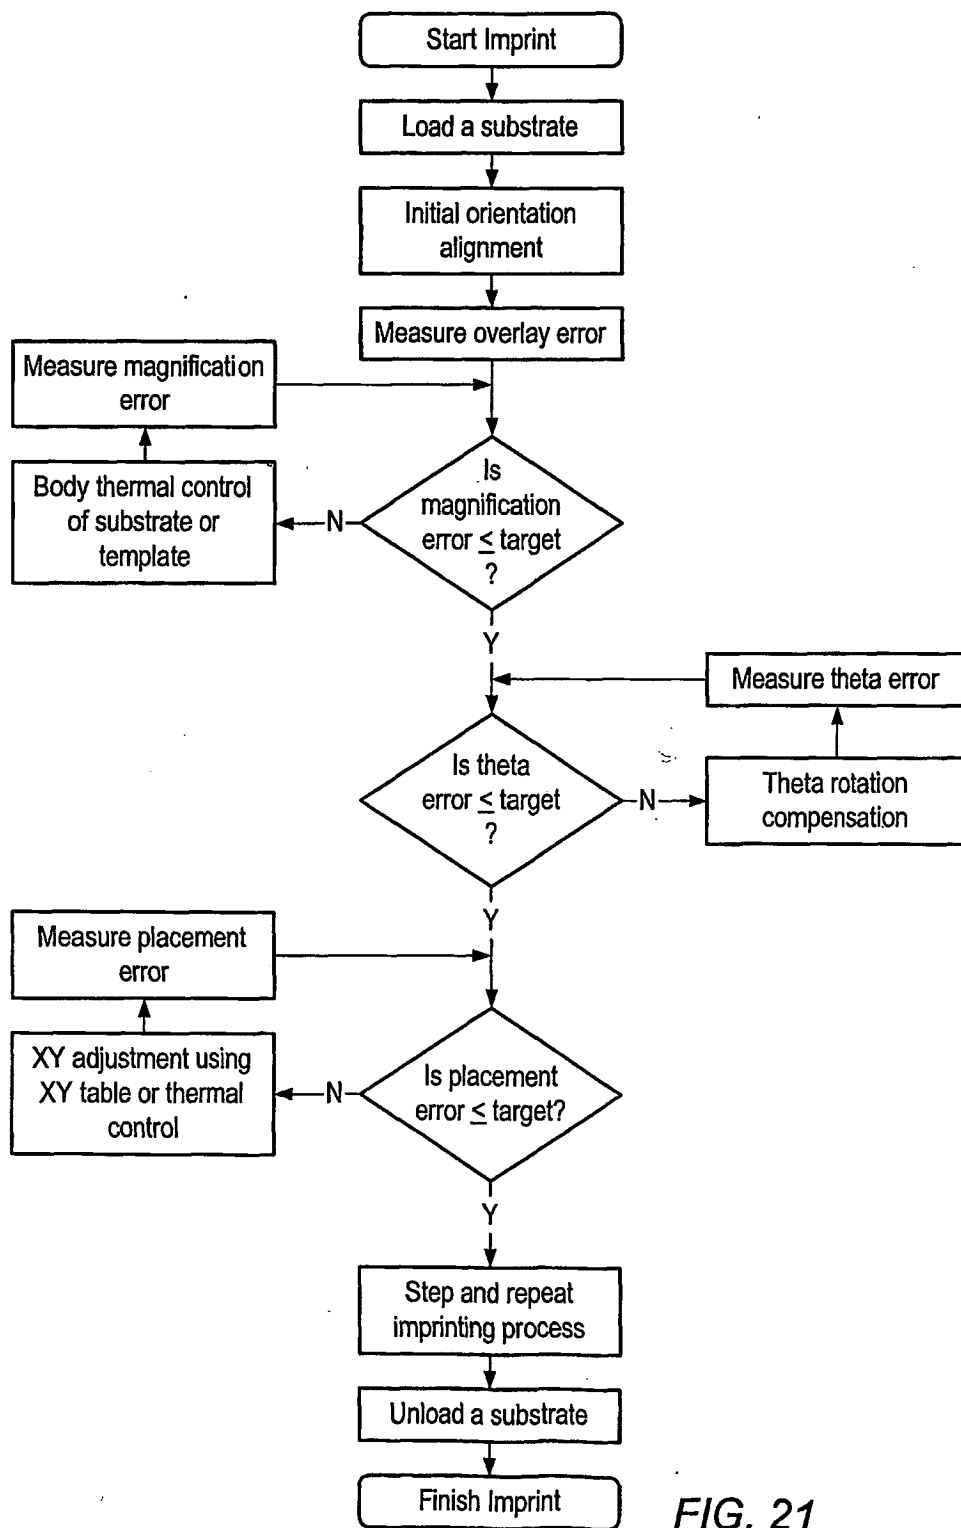 Start Imprint
Load a substrate
Initial orientation
alignment
Measure overlay error
Measure magnification
error
Body thermal control
of substrate or
template
N
Is
magnification
error ≤ target
?
Y
Measure theta error
Is theta
error ≤ target
?
N
Theta rotation
compensation
Y
Measure placement
error
XY adjustment using
XY table or thermal
control
N
Is placement
error ≤ target?
Y
Step and repeat
imprinting process
Unload a substrate
Finish Imprint
FIG. 21